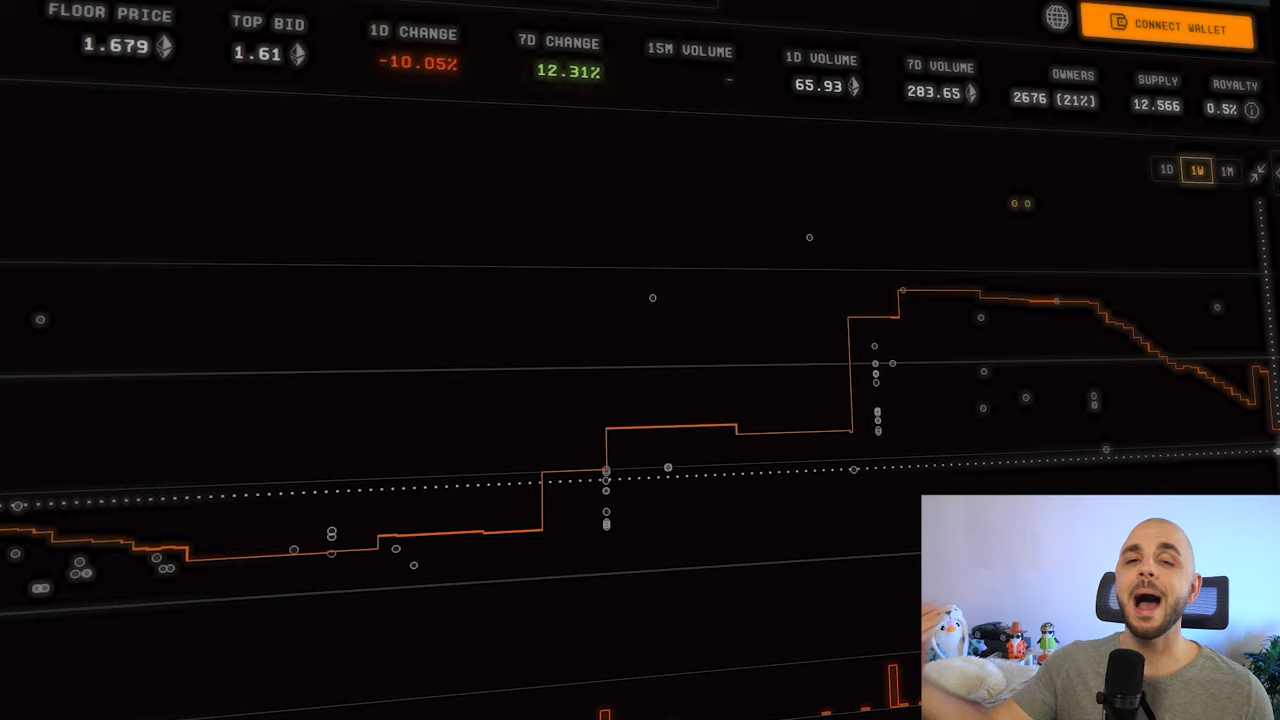 FLOOR PRICE
1.679
TOP BID
1.61
1D CHANGE
-10.05%
7D CHANGE
12.31%
15M VOLUME
-
1D VOLUME
65.93
7D VOLUME
283.65
OWNERS
2676 (21%)
SUPPLY
12.566
ROYALTY
0.5%
CONNECT WALLET
1D
1W
1M